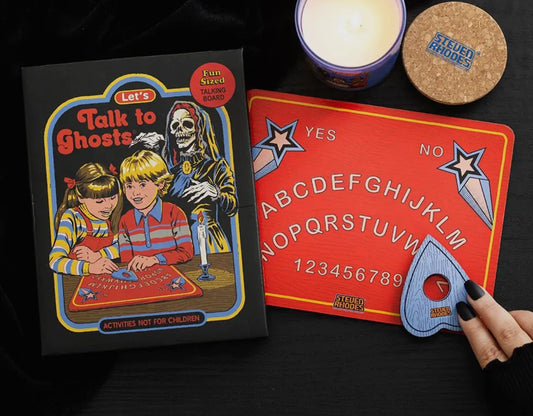 Let's
Talk to
Ghosts
Fun
Sized
TALKING
BOARD
ACTIVITIES NOT FOR CHILDREN
STEVEN
RHODES
YES
NO
ABCDEFGHIJKLM
NOPQRSTUVW
123456789
STEVEN
RHODES
STEVEN
RHODES